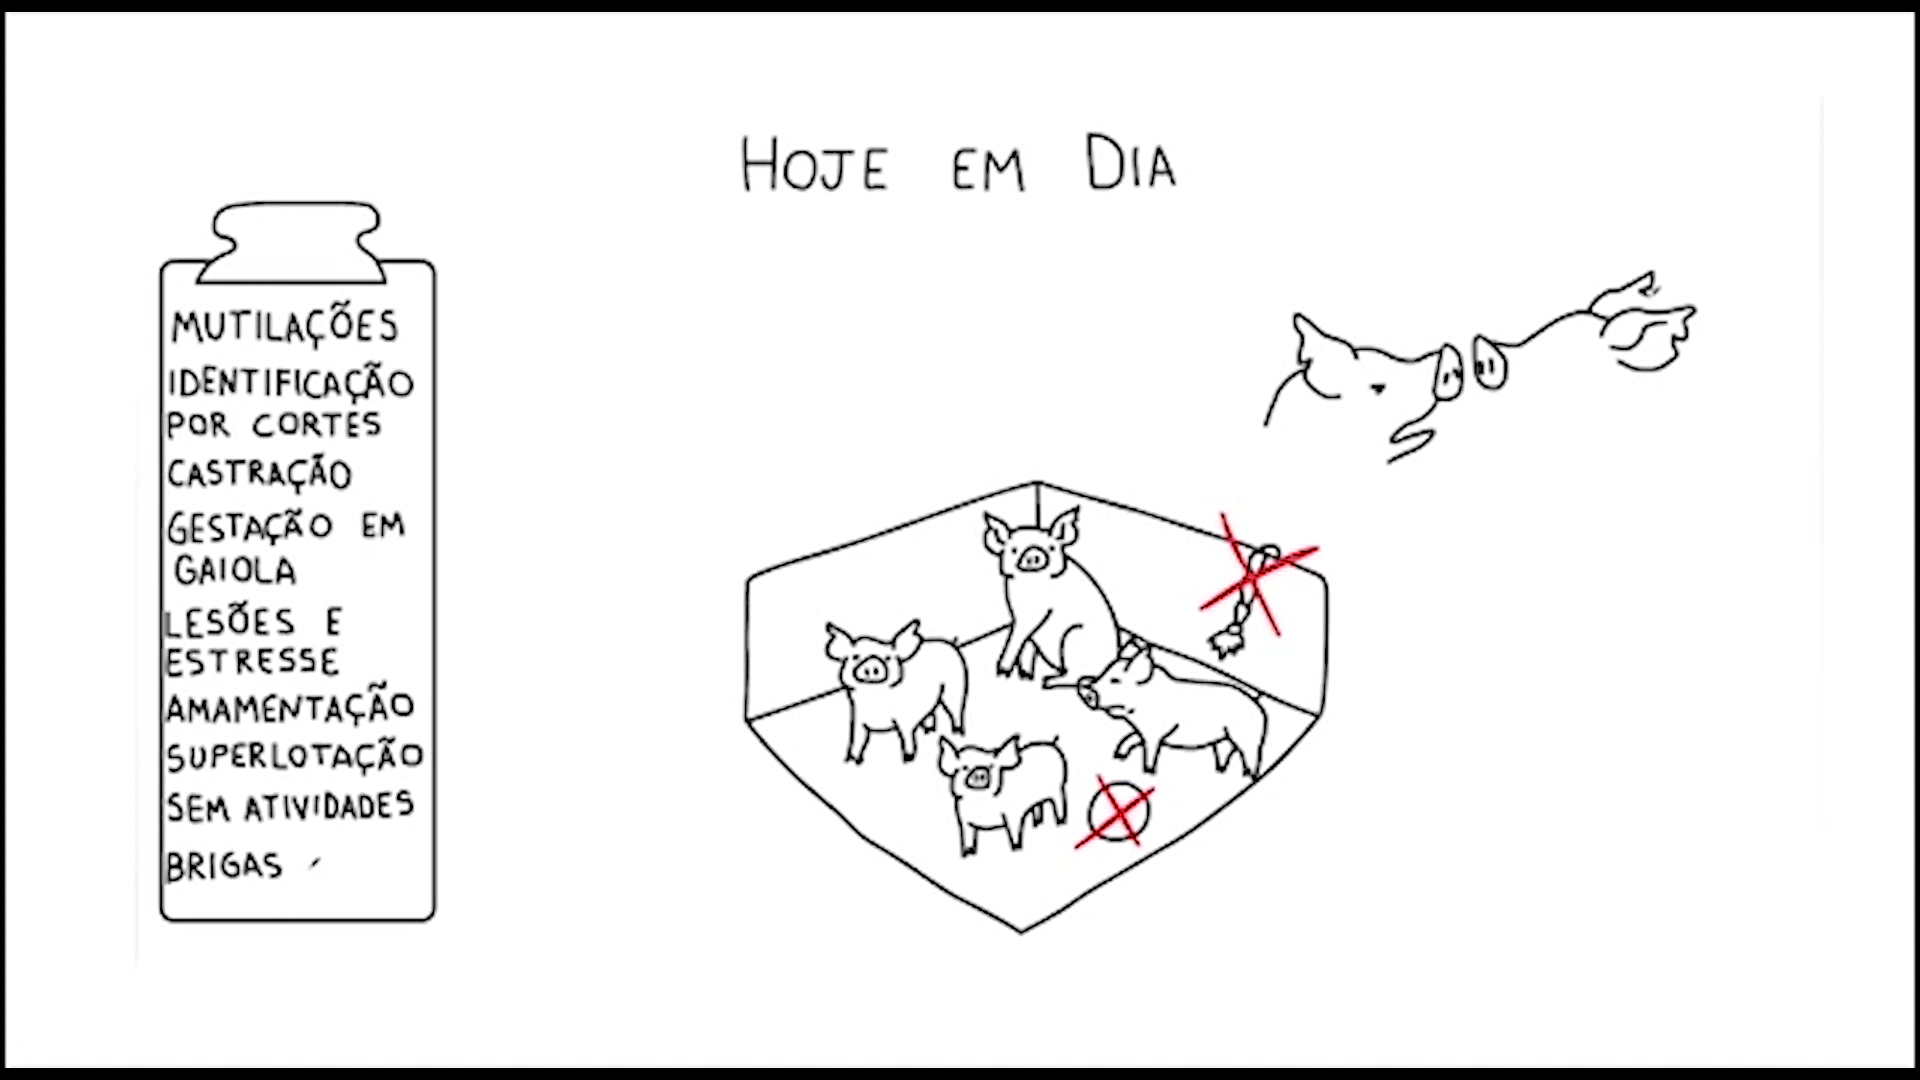 HOJE EM DIA
MUTILAÇÕES
IDENTIFICAÇÃO
POR CORTES
CASTRAÇÃO
GESTAÇÃO EM
GAIOLA
LESÕES E
ESTRESSE
AMAMENTAÇÃO
SUPERLOTAÇÃO
SEM ATIVIDADES
BRIGAS